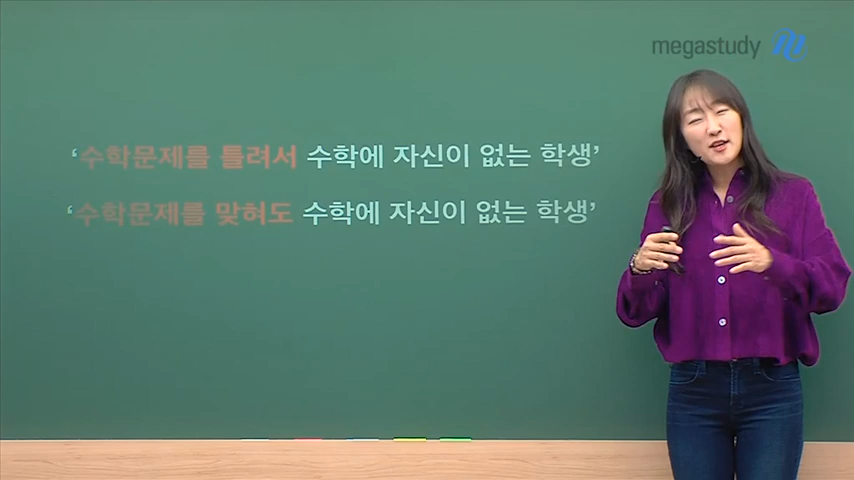 megastudy
‘수학문제를 틀려서 수학에 자신이 없는 학생’
‘수학문제를 맞혀도 수학에 자신이 없는 학생’